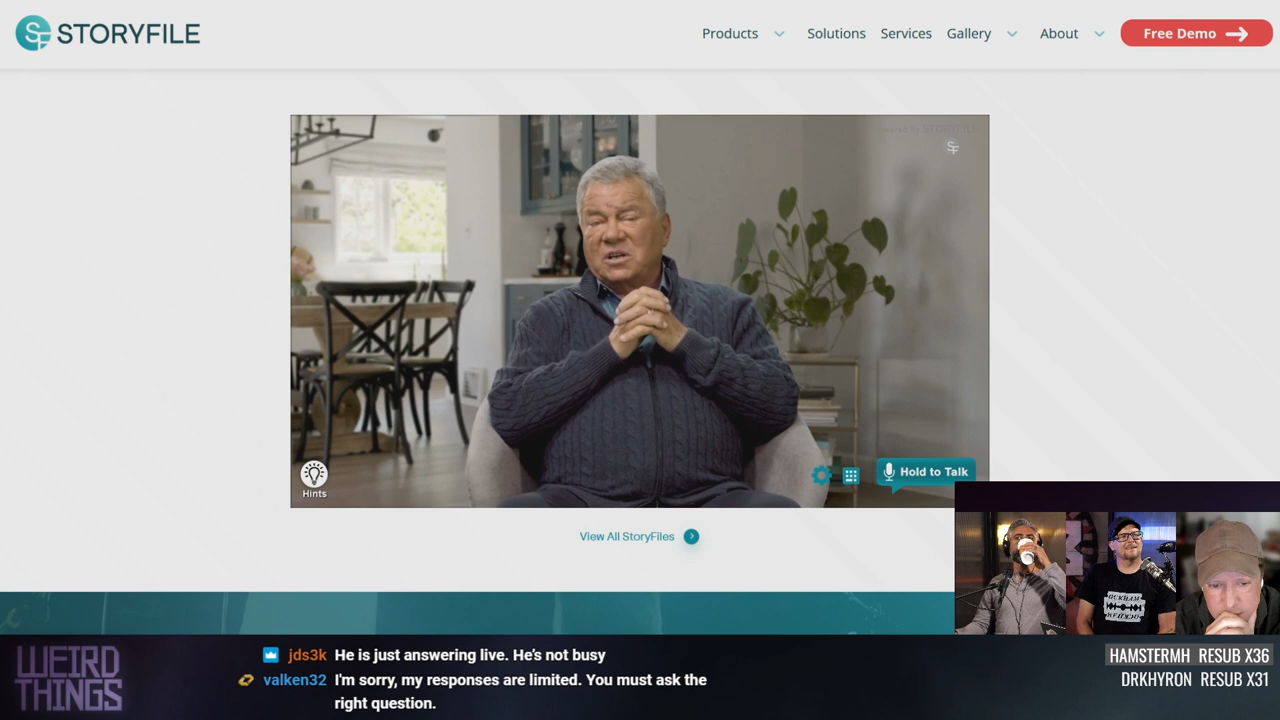 STORYFILE
Products
Solutions
Services
Gallery
About
Free Demo
STORYFILE
Hints
Hold to Talk
View All StoryFiles
WEIRD
THINGS
jds3k He is just answering live. He's not busy
valken32 I'm sorry, my responses are limited. You must ask the
right question.
HAMSTERMH RESUB X36
DRKHYRON RESUB X31